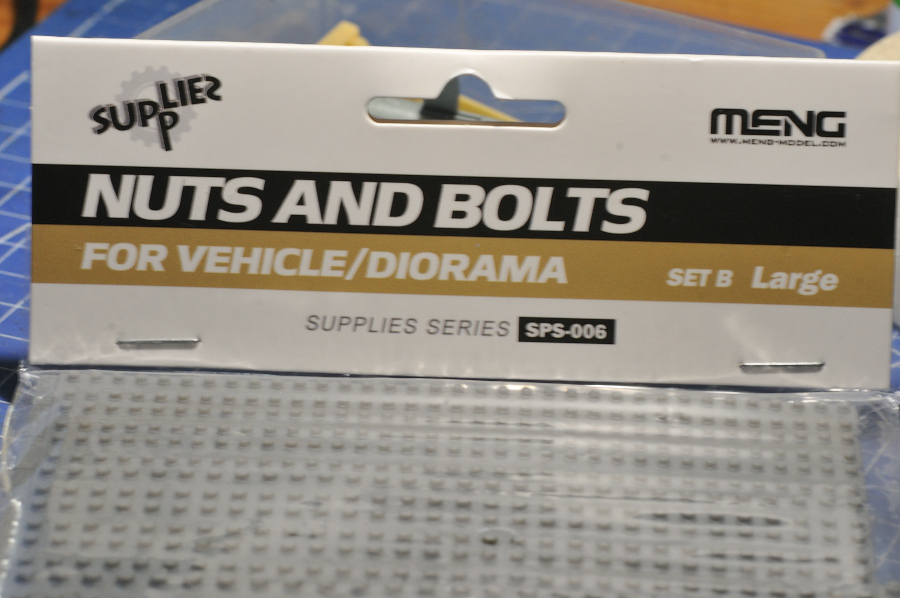 SUPPLIES
MENG
WWW.MENG-MODEL.COM
NUTS AND BOLTS
FOR VEHICLE/DIORAMA
SET B Large
SUPPLIES SERIES SPS-006